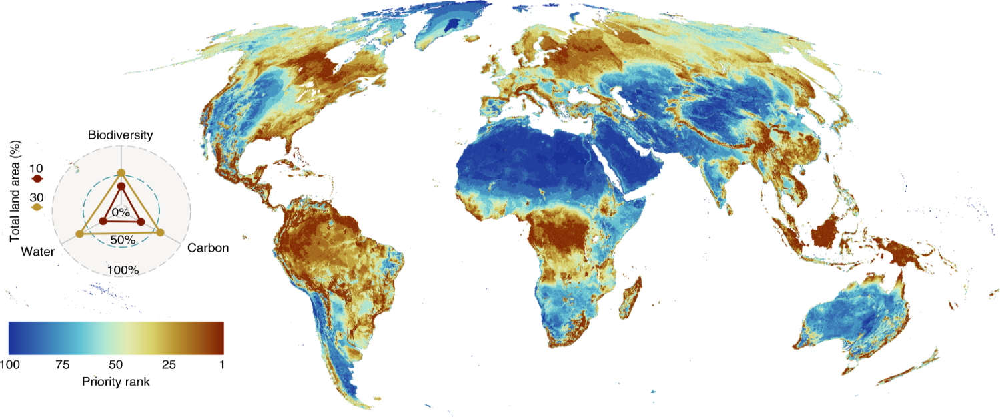 Biodiversity
Total land area (%)
10
30
0%
50%
Water
Carbon
100%
100 75 50 25 1
Priority rank